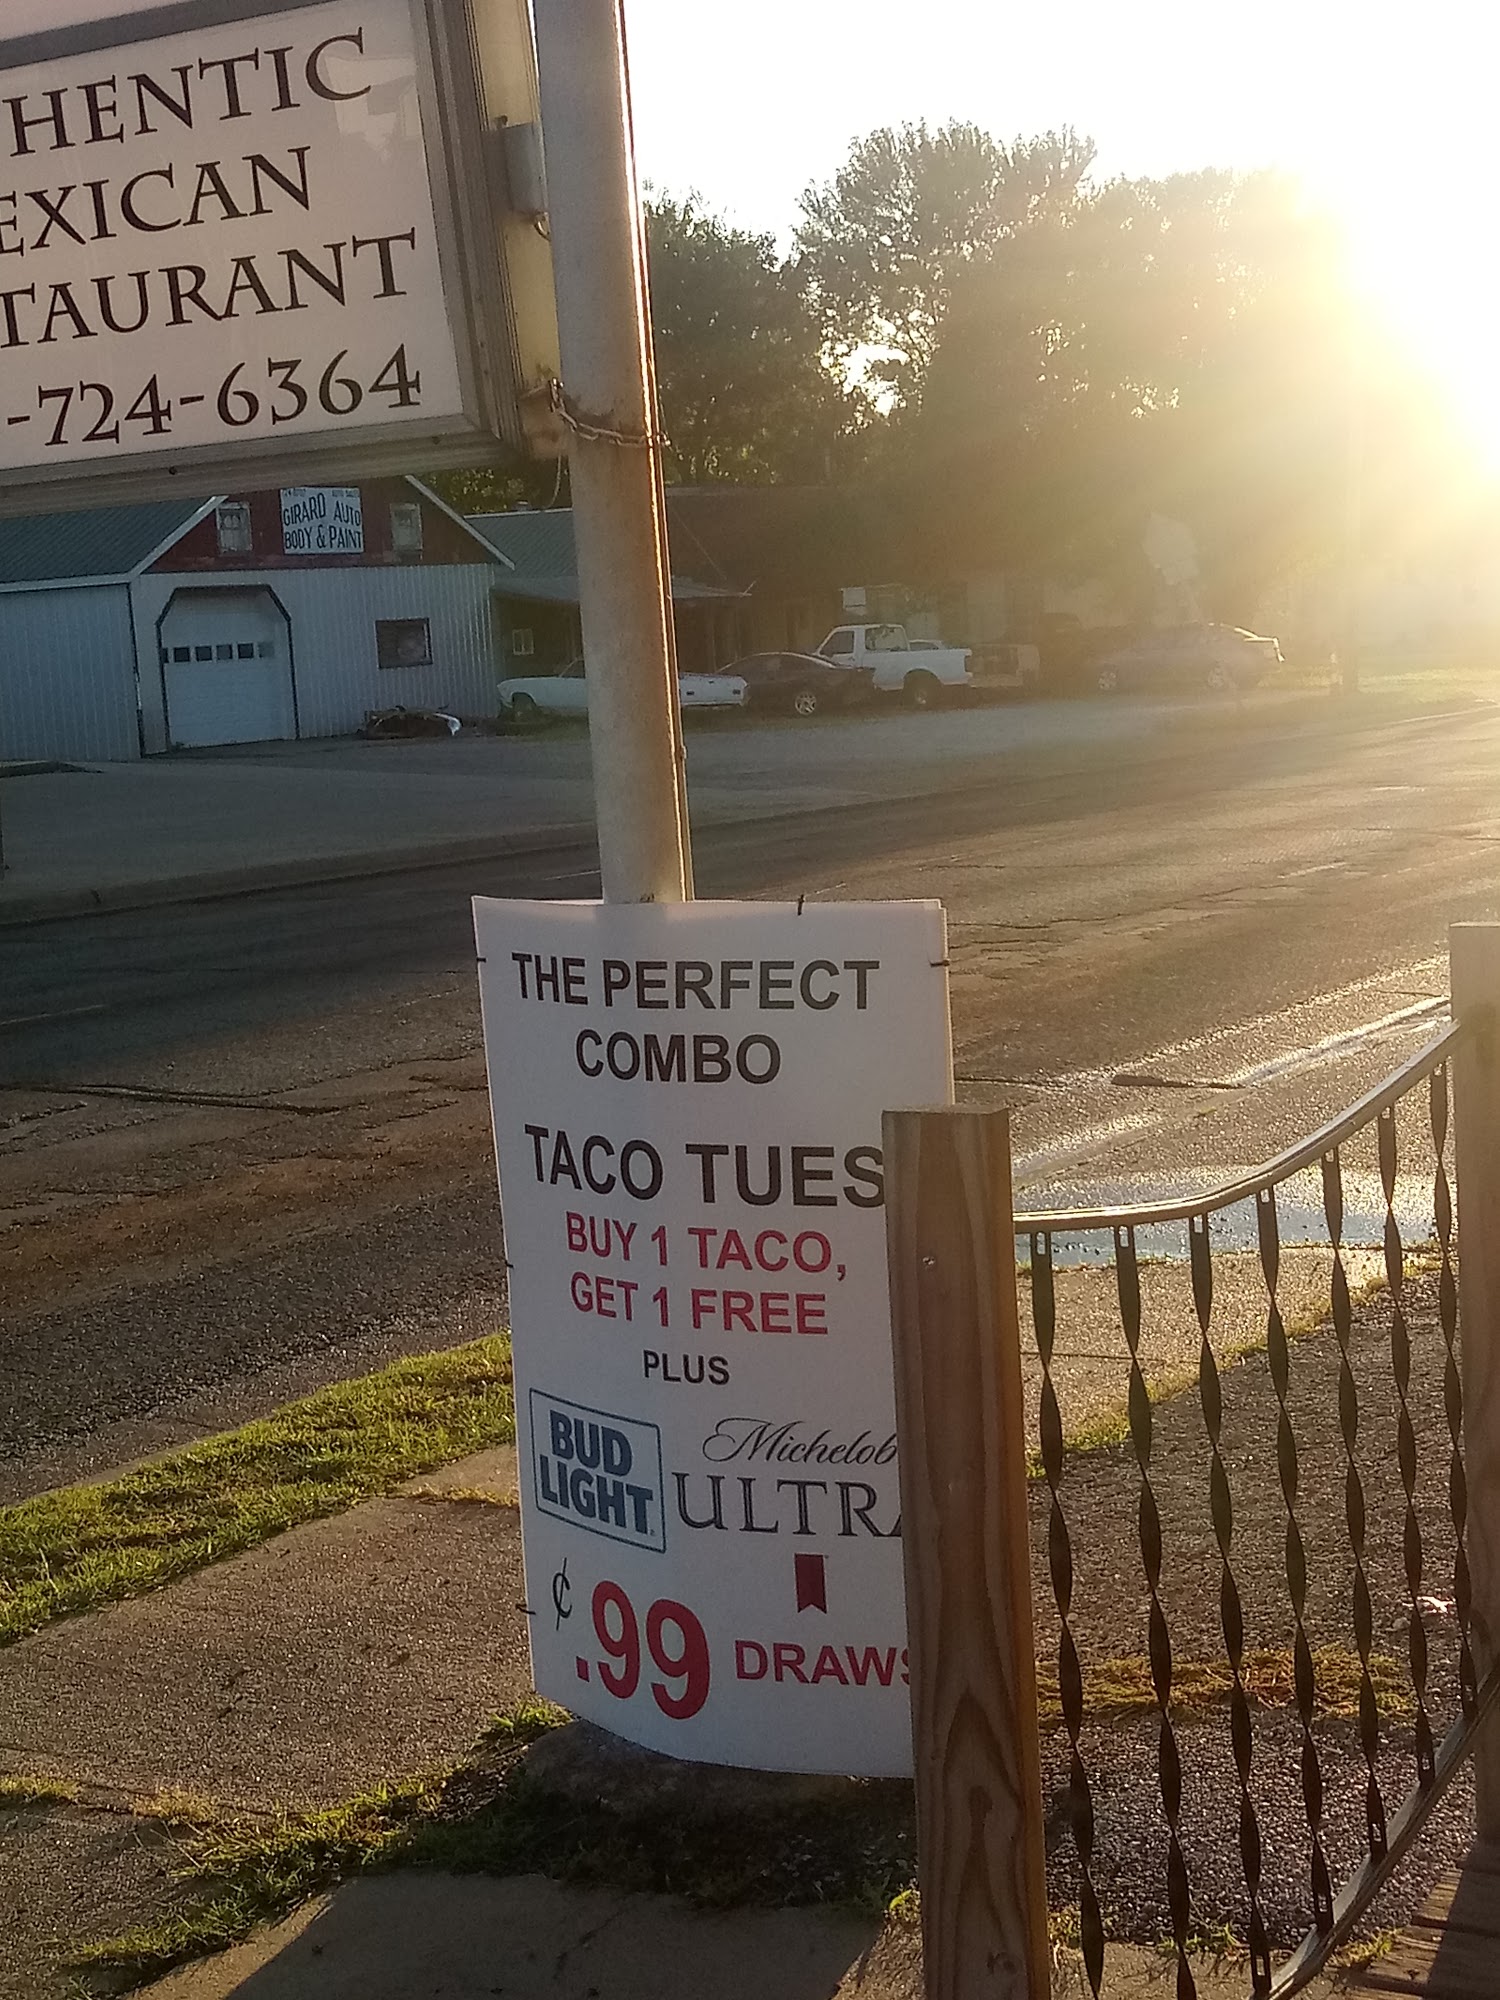 HENTIC
EXICAN
TAURANT
-724-6364
GIRARD AUTO
BODY & PAINT
THE PERFECT
COMBO
TACO TUES
BUY 1 TACO,
GET 1 FREE
PLUS
BUD
LIGHT
Michelob
ULTRA
¢ .99 DRAWS